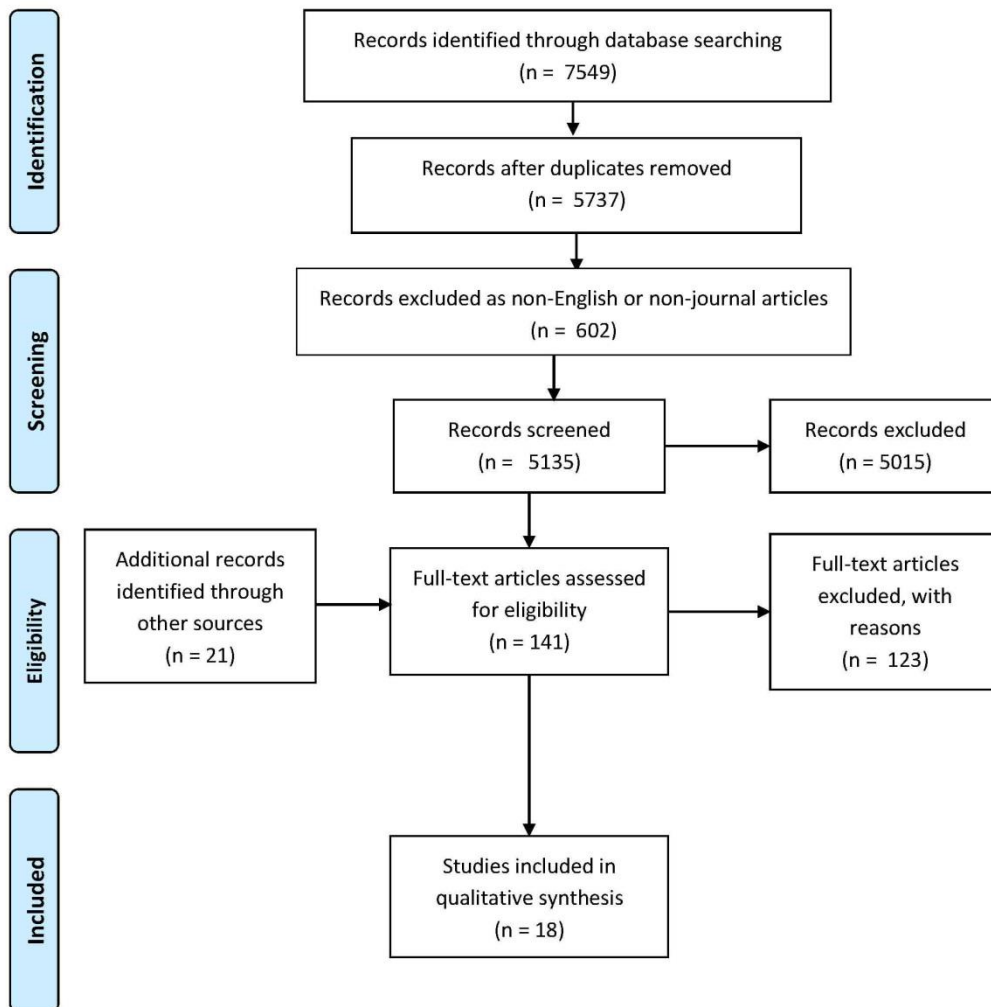 Identification
Records identified through database searching
(n = 7549)
Records after duplicates removed
(n = 5737)
Screening
Records excluded as non-English or non-journal articles
(n = 602)
Records screened
(n = 5135)
Records excluded
(n = 5015)
Eligibility
Additional records
identified through
other sources
(n = 21)
Full-text articles assessed
for eligibility
(n = 141)
Full-text articles
excluded, with
reasons
(n = 123)
Included
Studies included in
qualitative synthesis
(n = 18)